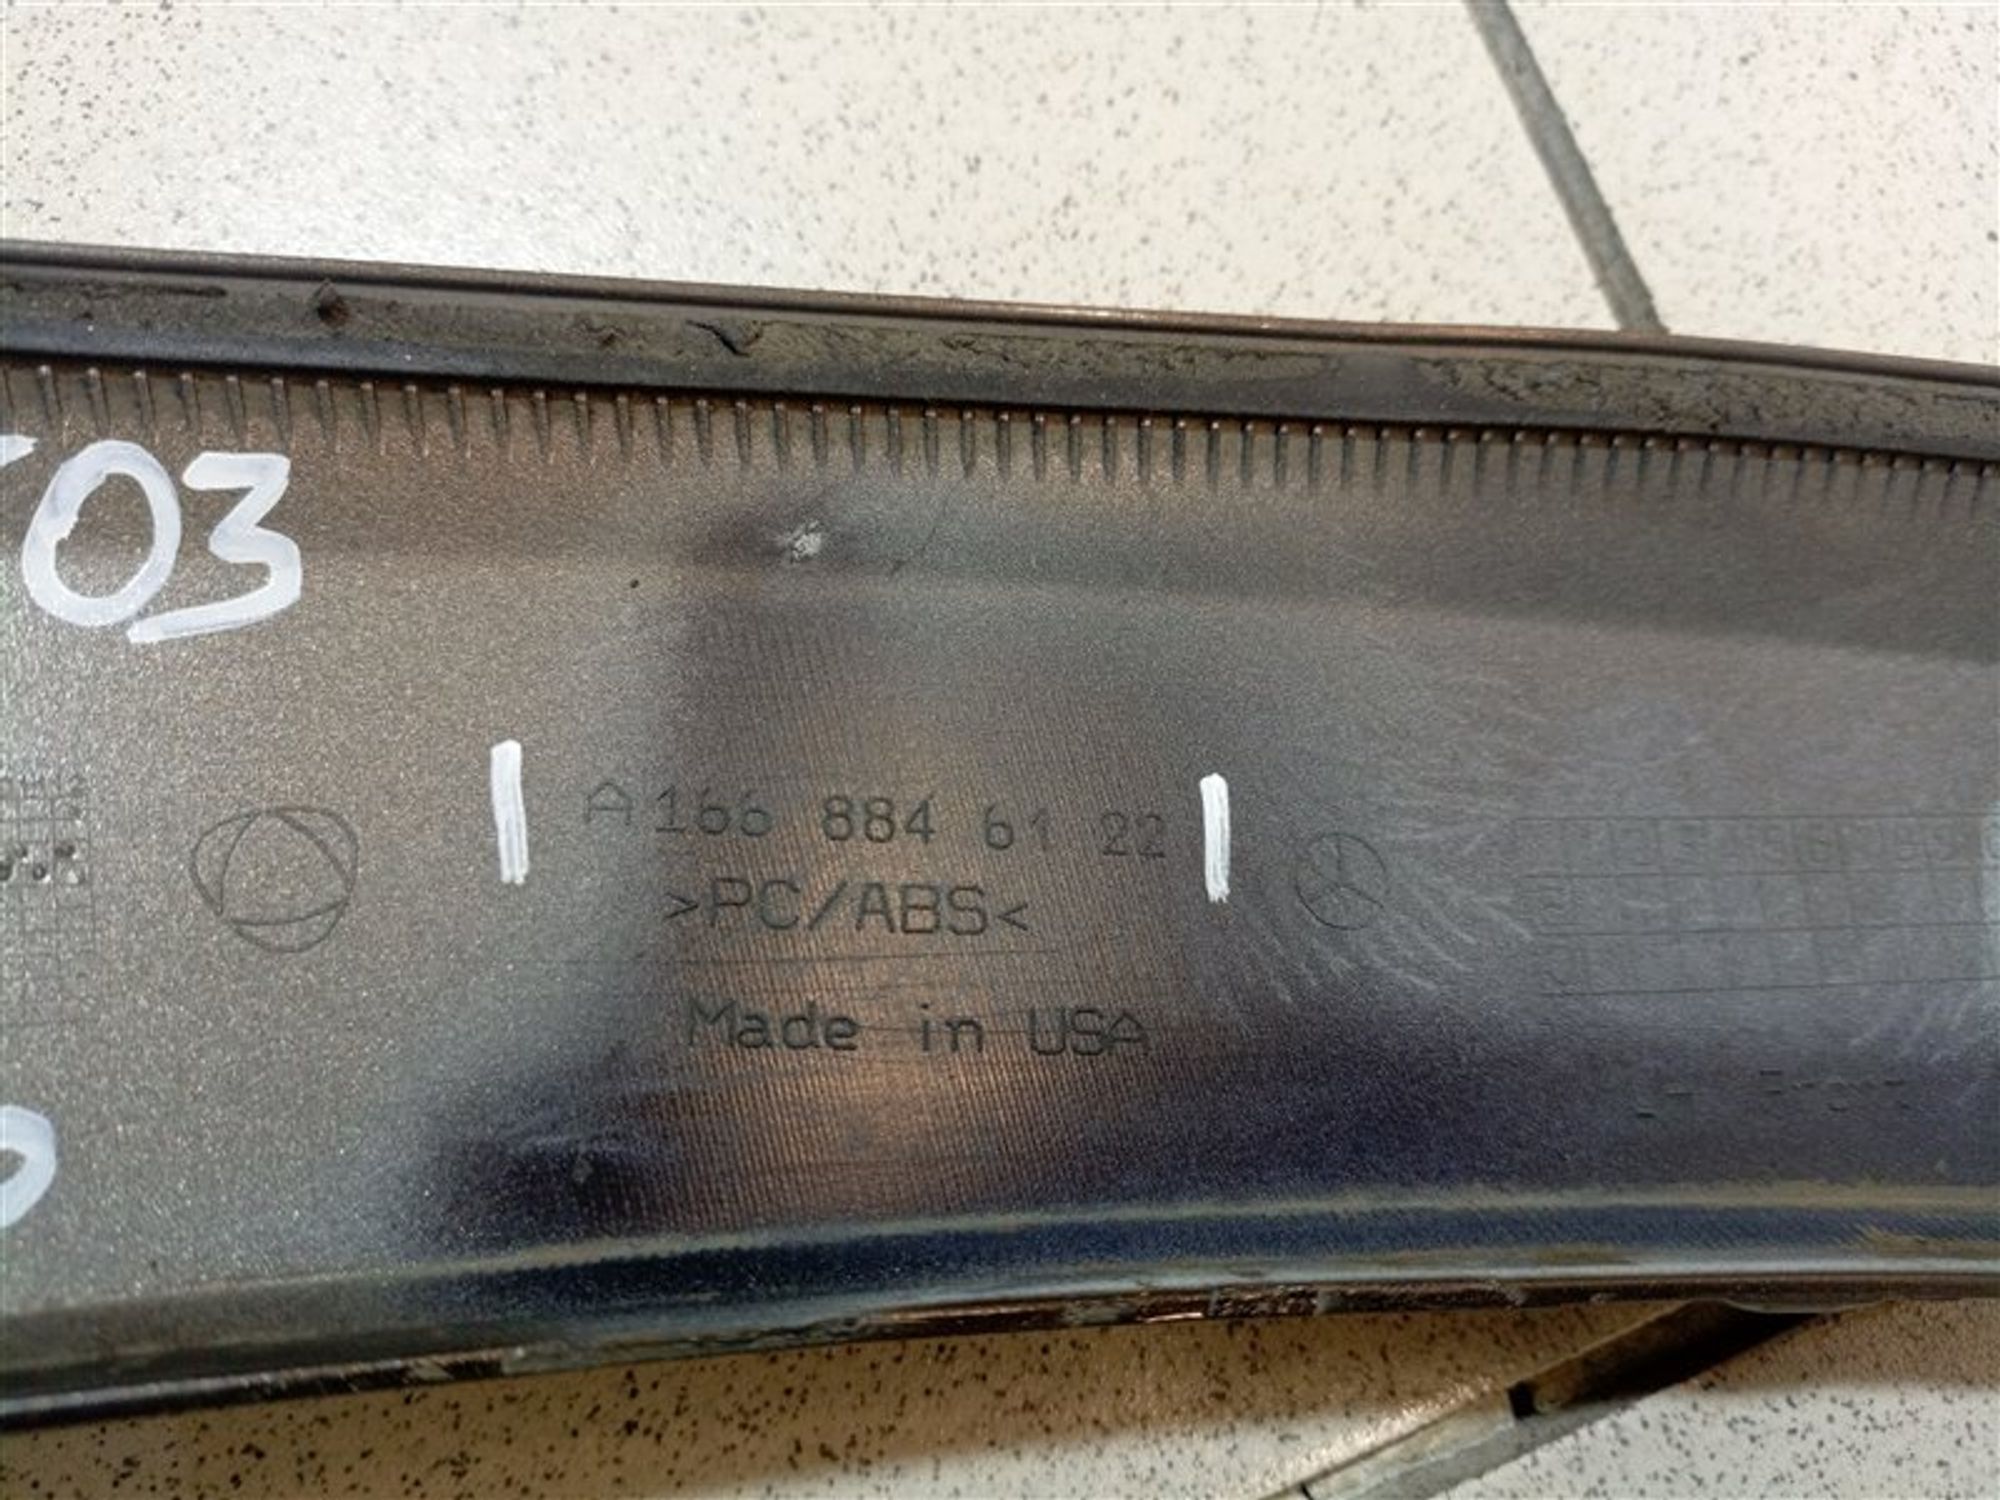 03
A 166 884 61 22
>PC/ABS<
Made in USA